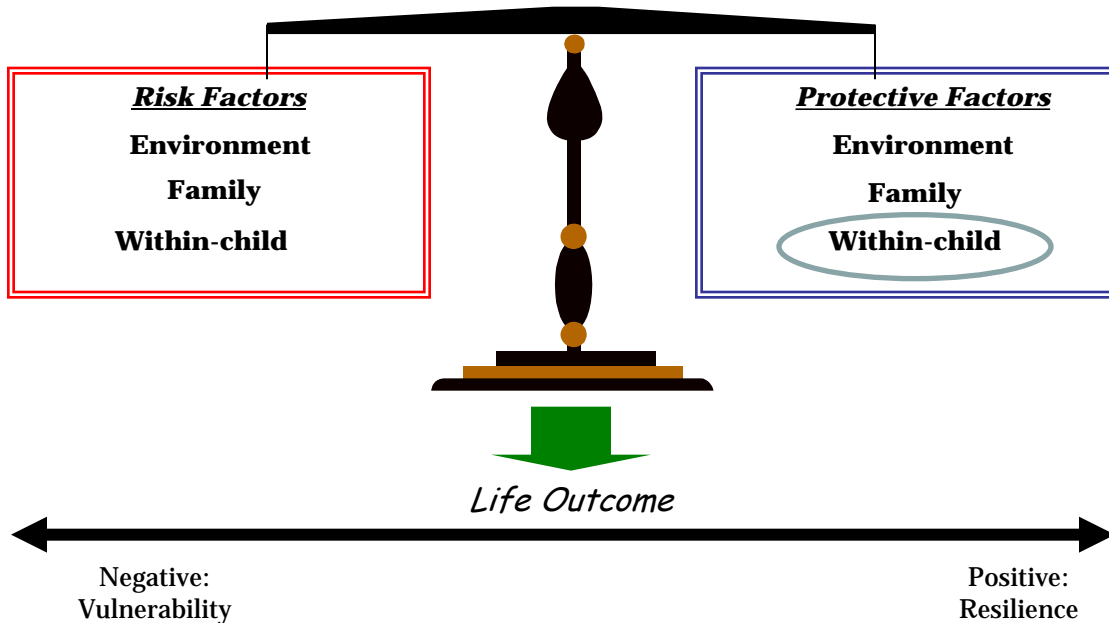 Risk Factors
Environment
Family
Within-child
Protective Factors
Environment
Family
Within-child
Life Outcome
Negative:
Vulnerability
Positive:
Resilience